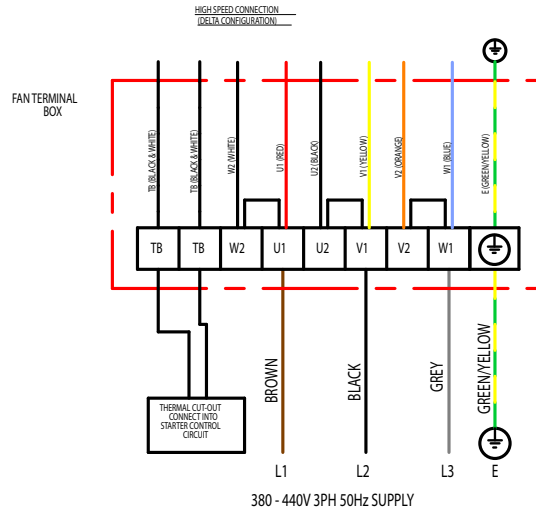 HIGH SPEED CONNECTION
(DELTA CONFIGURATION)
FAN TERMINAL
BOX
TB (BLACK & WHITE)
TB (BLACK & WHITE)
W2 (WHITE)
U1 (RED)
U2 (BLACK)
V1 (YELLOW)
V2 (ORANGE)
W1 (BLUE)
E (GREEN/YELLOW)
TB TB W2 U1 U2 V1 V2 W1
BROWN
BLACK
GREY
GREEN/YELLOW
THERMAL CUT-OUT
CONNECT INTO
STARTER CONTROL
CIRCUIT
L1 L2 L3 E
380 - 440V 3PH 50Hz SUPPLY